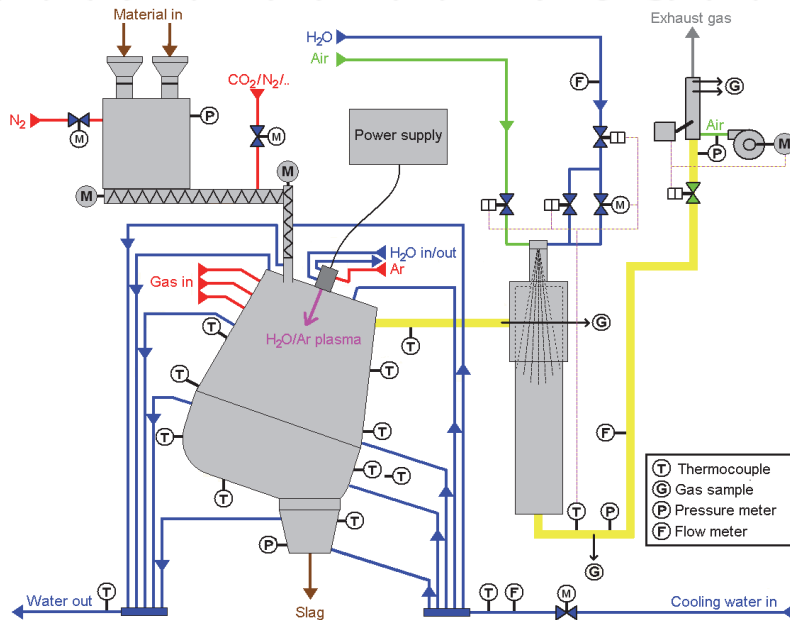 Material in
Exhaust gas
H₂O
Air
CO₂/N₂/..
G
F
N₂
M
P
M
Power supply
M
Air
P
M
M
M
M
H₂O in/out
Ar
Gas in
G
H₂O/Ar plasma
T
T
T
T
T
T
T
F
T
T
T
T
T
P
T
P
G
T Thermocouple
G Gas sample
P Pressure meter
F Flow meter
Water out
T
Slag
T
F
M
Cooling water in